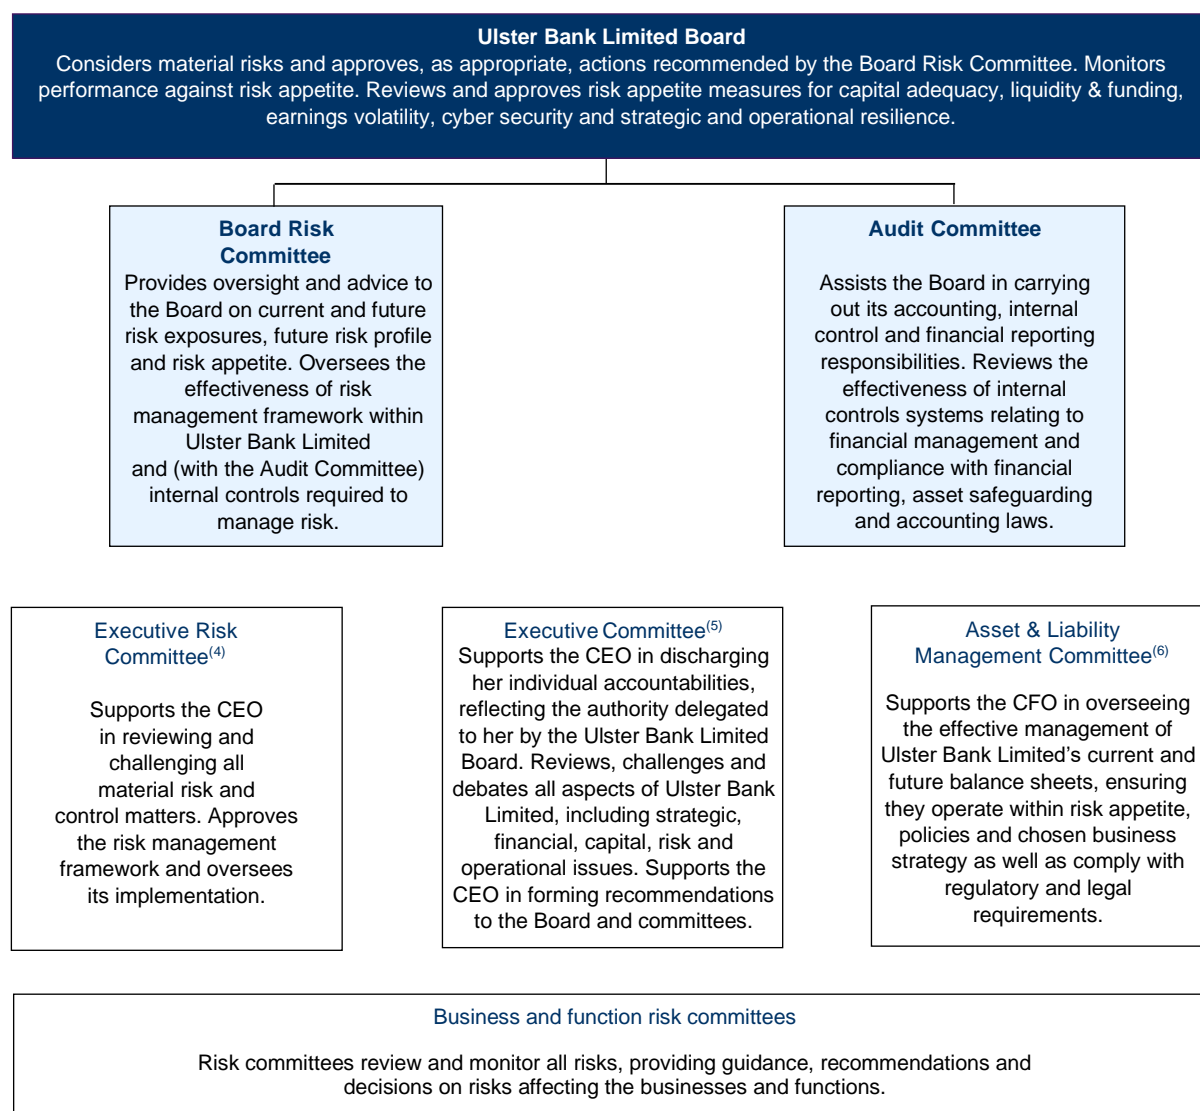 Ulster Bank Limited Board
Considers material risks and approves, as appropriate, actions recommended by the Board Risk Committee. Monitors
performance against risk appetite. Reviews and approves risk appetite measures for capital adequacy, liquidity & funding,
earnings volatility, cyber security and strategic and operational resilience.
Board Risk
Committee
Provides oversight and advice to
the Board on current and future
risk exposures, future risk profile
and risk appetite. Oversees the
effectiveness of risk
management framework within
Ulster Bank Limited
and (with the Audit Committee)
internal controls required to
manage risk.
Audit Committee
Assists the Board in carrying
out its accounting, internal
control and financial reporting
responsibilities. Reviews the
effectiveness of internal
controls systems relating to
financial management and
compliance with financial
reporting, asset safeguarding
and accounting laws.
Executive Risk
Committee(4)
Supports the CEO
in reviewing and
challenging all
material risk and
control matters. Approves
the risk management
framework and oversees
its implementation.
Executive Committee(5)
Supports the CEO in discharging
her individual accountabilities,
reflecting the authority delegated
to her by the Ulster Bank Limited
Board. Reviews, challenges and
debates all aspects of Ulster Bank
Limited, including strategic,
financial, capital, risk and
operational issues. Supports the
CEO in forming recommendations
to the Board and committees.
Asset & Liability
Management Committee(6)
Supports the CFO in overseeing
the effective management of
Ulster Bank Limited’s current and
future balance sheets, ensuring
they operate within risk appetite,
policies and chosen business
strategy as well as comply with
regulatory and legal
requirements.
Business and function risk committees
Risk committees review and monitor all risks, providing guidance, recommendations and
decisions on risks affecting the businesses and functions.